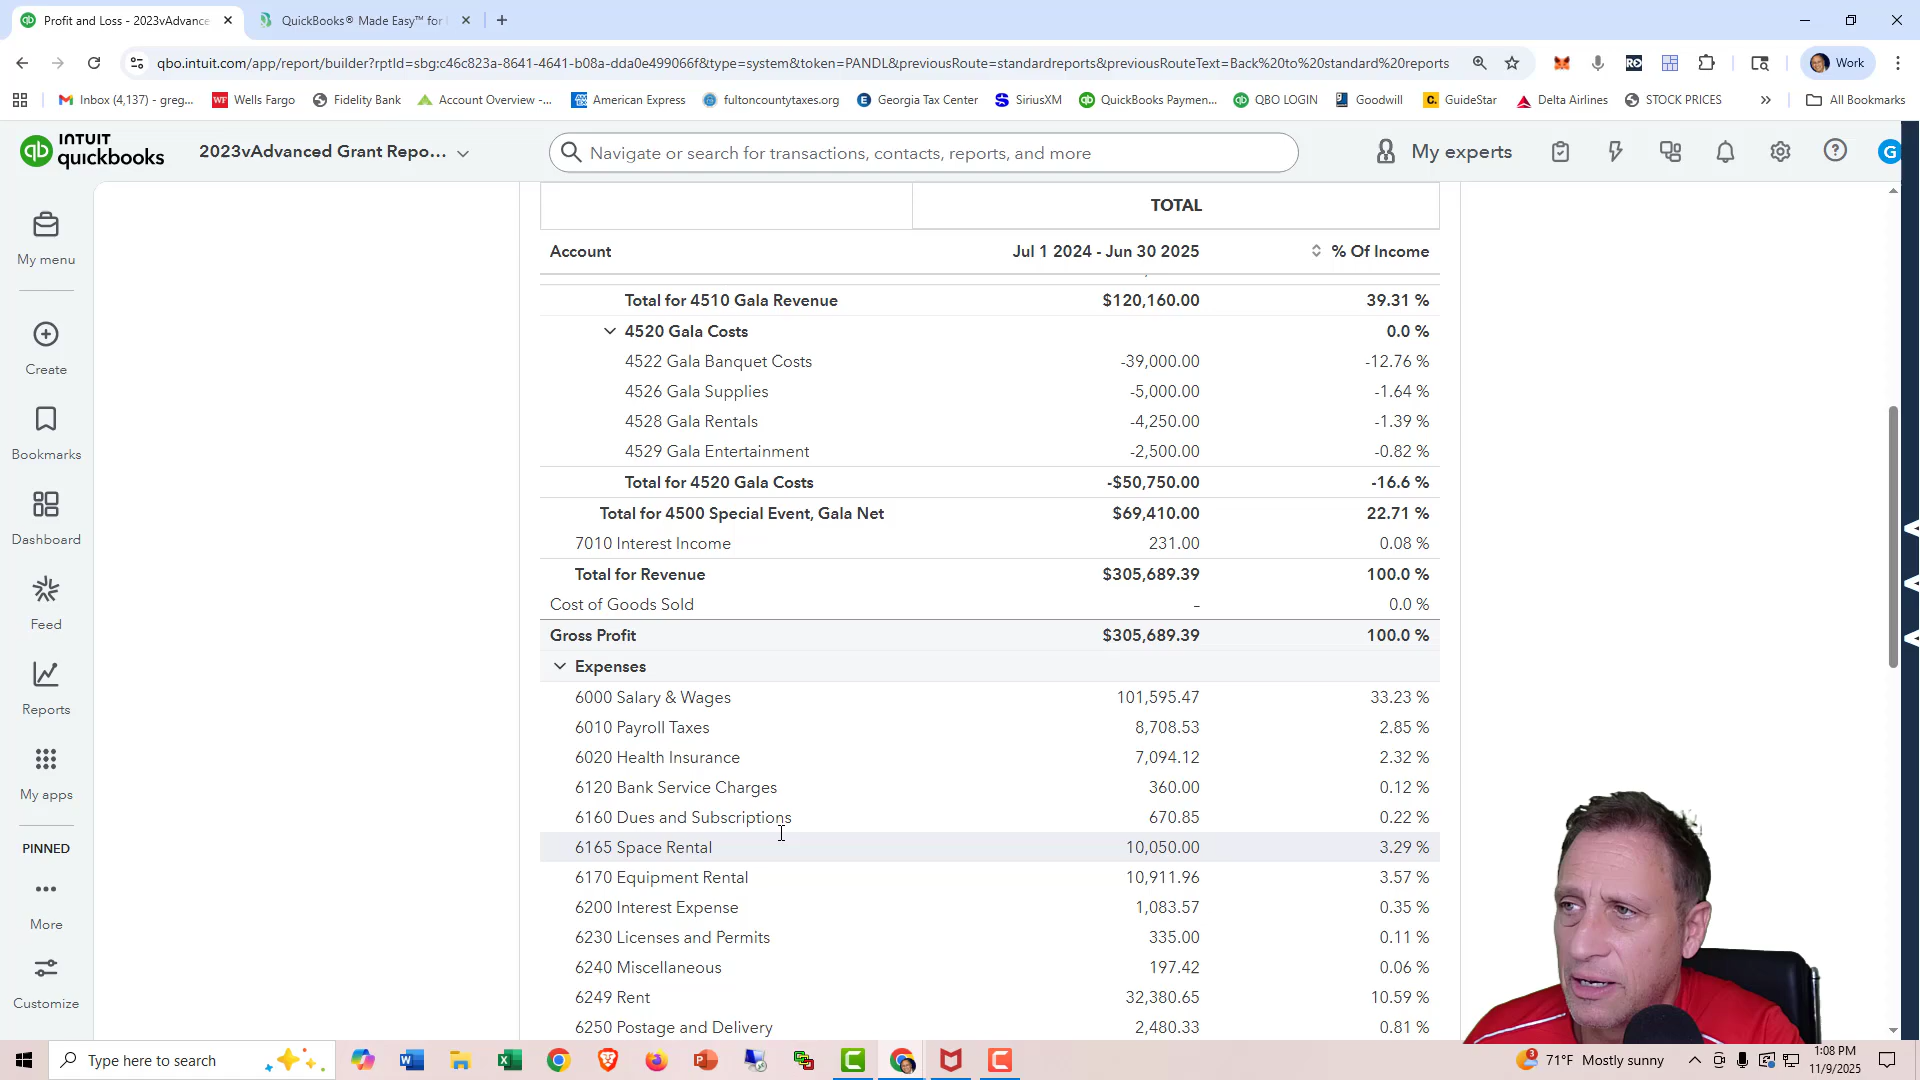 Profit and Loss - 2023vAdvance
QuickBooks® Made Easy™ for
qbo.intuit.com/app/report/builder?rptId=sbg:c46c823a-8641-4641-b08a-dda0e499066f&type=system&token=PANDL&previousRoute=standardreports&previousRouteText=Back%20to%20standard%20reports
Work
Inbox (4,137) - greg...
Wells Fargo
Fidelity Bank
Account Overview -...
American Express
fultoncountytaxes.org
Georgia Tax Center
SiriusXM
QuickBooks Paymen...
QBO LOGIN
Goodwill
GuideStar
Delta Airlines
STOCK PRICES
All Bookmarks
INTUIT
quickbooks
2023vAdvanced Grant Repo...
Navigate or search for transactions, contacts, reports, and more
My experts
G
My menu
Create
Bookmarks
Dashboard
Feed
Reports
My apps
PINNED
More
Customize
TOTAL
Account Jul 1 2024 - Jun 30 2025 % Of Income
Total for 4510 Gala Revenue $120,160.00 39.31 %
4520 Gala Costs 0.0 %
4522 Gala Banquet Costs -39,000.00 -12.76 %
4526 Gala Supplies -5,000.00 -1.64 %
4528 Gala Rentals -4,250.00 -1.39 %
4529 Gala Entertainment -2,500.00 -0.82 %
Total for 4520 Gala Costs -$50,750.00 -16.6 %
Total for 4500 Special Event, Gala Net $69,410.00 22.71 %
7010 Interest Income 231.00 0.08 %
Total for Revenue $305,689.39 100.0 %
Cost of Goods Sold – 0.0 %
Gross Profit $305,689.39 100.0 %
Expenses
6000 Salary & Wages 101,595.47 33.23 %
6010 Payroll Taxes 8,708.53 2.85 %
6020 Health Insurance 7,094.12 2.32 %
6120 Bank Service Charges 360.00 0.12 %
6160 Dues and Subscriptions 670.85 0.22 %
6165 Space Rental 10,050.00 3.29 %
6170 Equipment Rental 10,911.96 3.57 %
6200 Interest Expense 1,083.57 0.35 %
6230 Licenses and Permits 335.00 0.11 %
6240 Miscellaneous 197.42 0.06 %
6249 Rent 32,380.65 10.59 %
6250 Postage and Delivery 2,480.33 0.81 %
Type here to search
71°F Mostly sunny
1:08 PM
11/9/2025